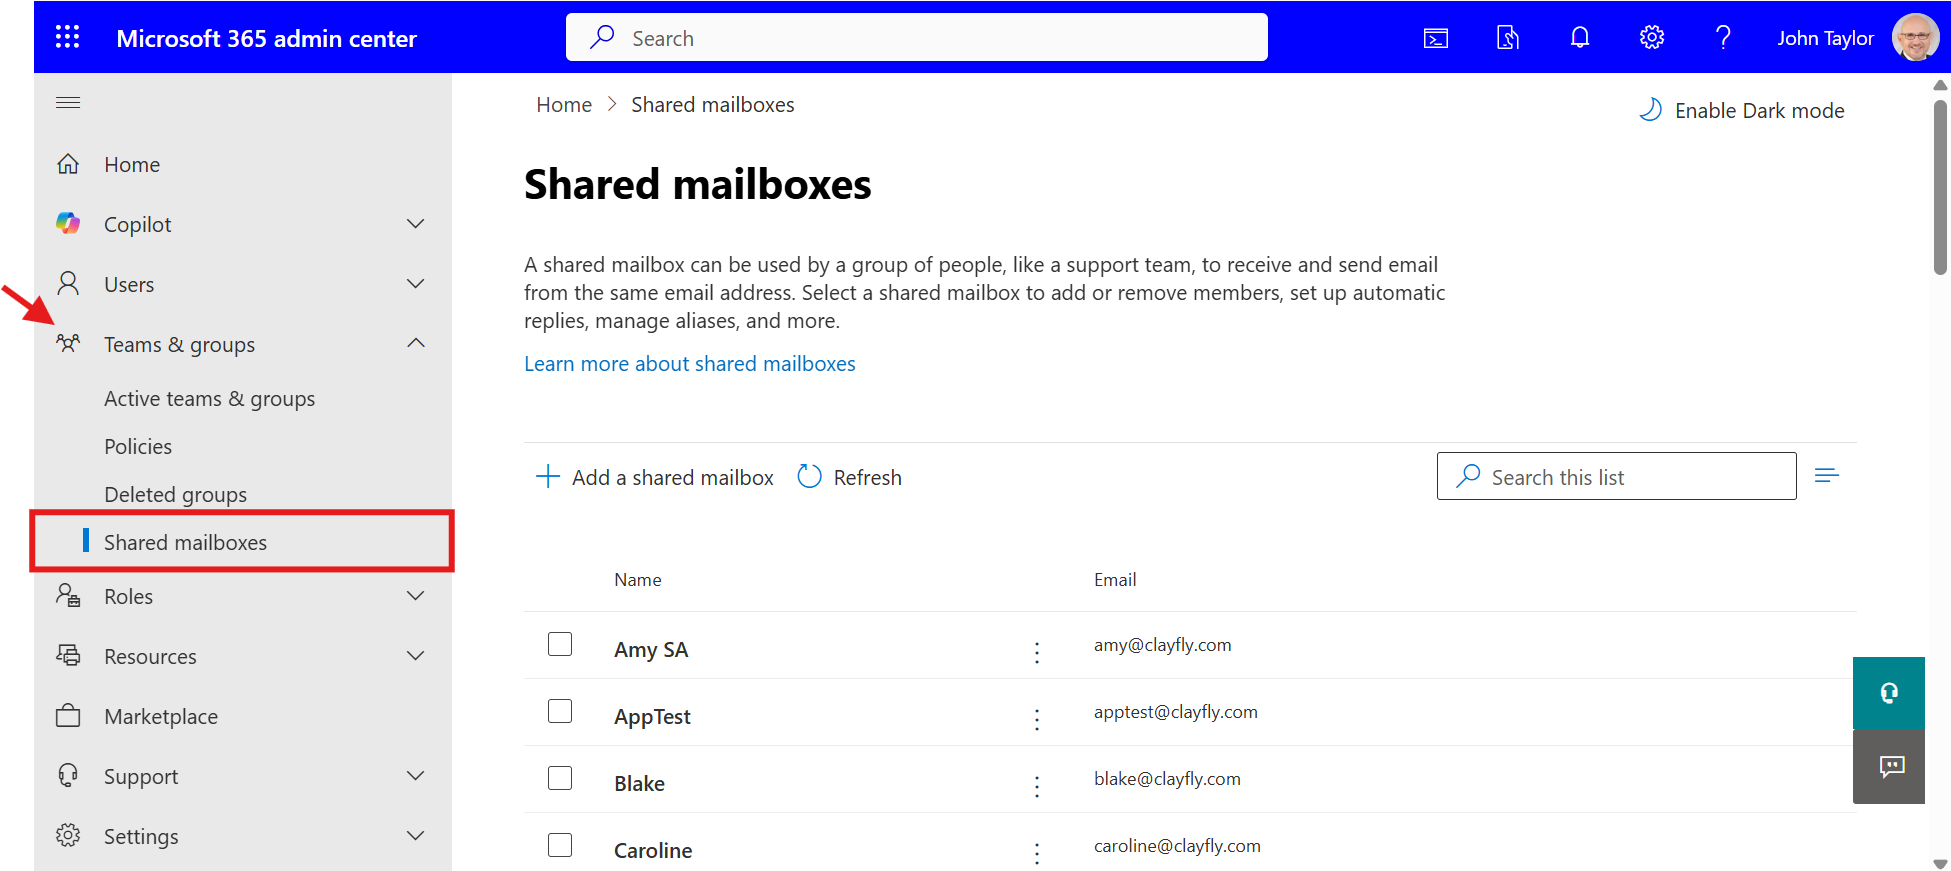 Microsoft 365 admin center
Search
John Taylor
Home
Copilot
Users
Teams & groups
Active teams & groups
Policies
Deleted groups
Shared mailboxes
Roles
Resources
Marketplace
Support
Settings
Home > Shared mailboxes
Enable Dark mode
Shared mailboxes
A shared mailbox can be used by a group of people, like a support team, to receive and send email
from the same email address. Select a shared mailbox to add or remove members, set up automatic
replies, manage aliases, and more.
Learn more about shared mailboxes
Add a shared mailbox
Refresh
Search this list
Name Email
Amy SA amy@clayfly.com
AppTest apptest@clayfly.com
Blake blake@clayfly.com
Caroline caroline@clayfly.com